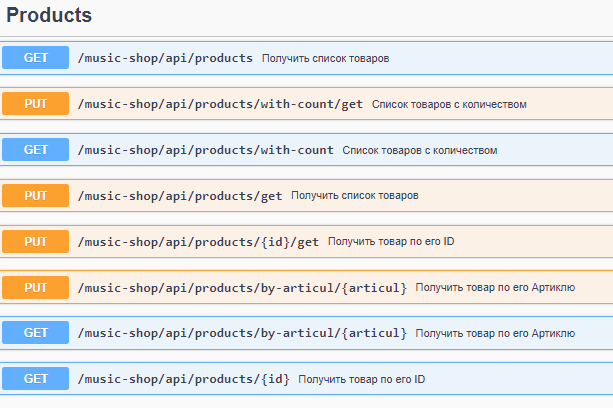 Products
GET /music-shop/api/products Получить список товаров
PUT /music-shop/api/products/with-count/get Список товаров с количеством
GET /music-shop/api/products/with-count Список товаров с количеством
PUT /music-shop/api/products/get Получить список товаров
PUT /music-shop/api/products/{id}/get Получить товар по его ID
PUT /music-shop/api/products/by-articul/{articul} Получить товар по его Артиклю
GET /music-shop/api/products/by-articul/{articul} Получить товар по его Артиклю
GET /music-shop/api/products/{id} Получить товар по его ID